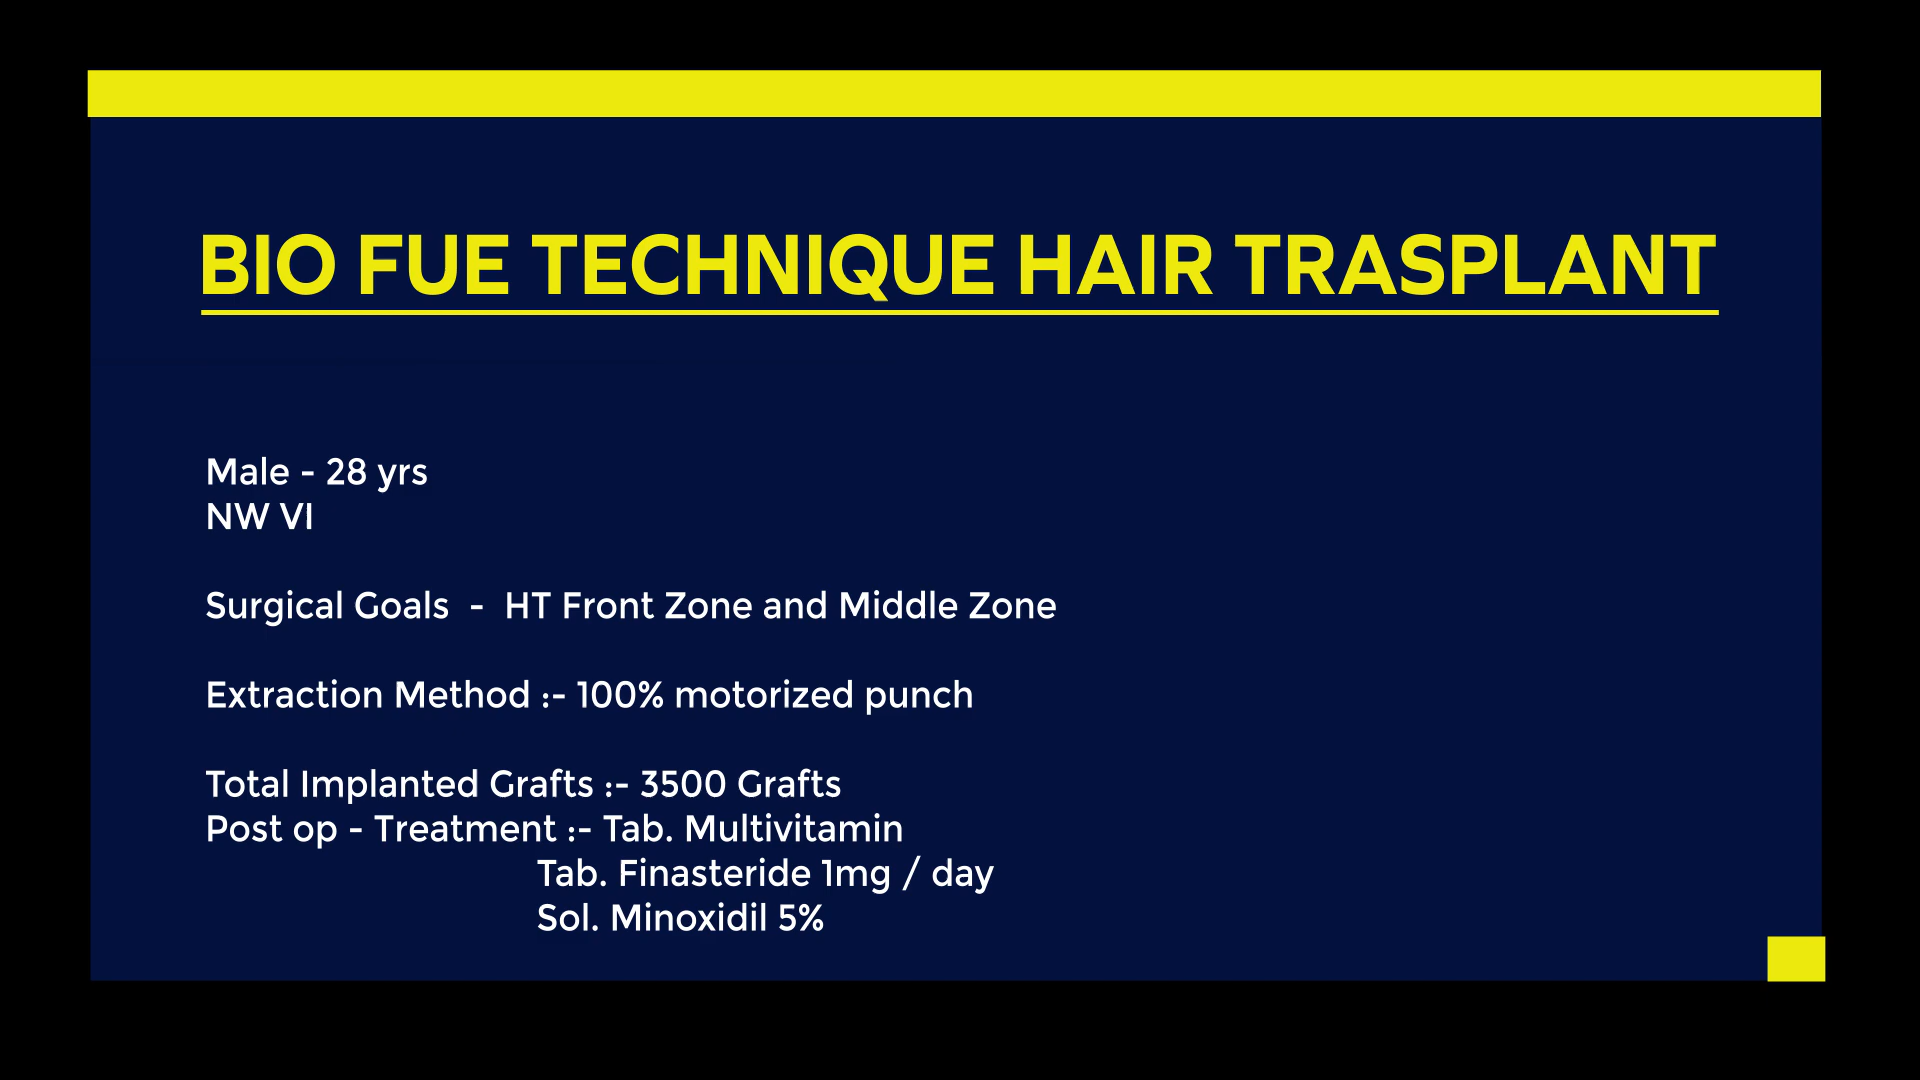 BIO FUE TECHNIQUE HAIR TRASPLANT
Male - 28 yrs
NW VI
Surgical Goals - HT Front Zone and Middle Zone
Extraction Method :- 100% motorized punch
Total Implanted Grafts :- 3500 Grafts
Post op - Treatment :- Tab. Multivitamin
Tab. Finasteride 1mg / day
Sol. Minoxidil 5%